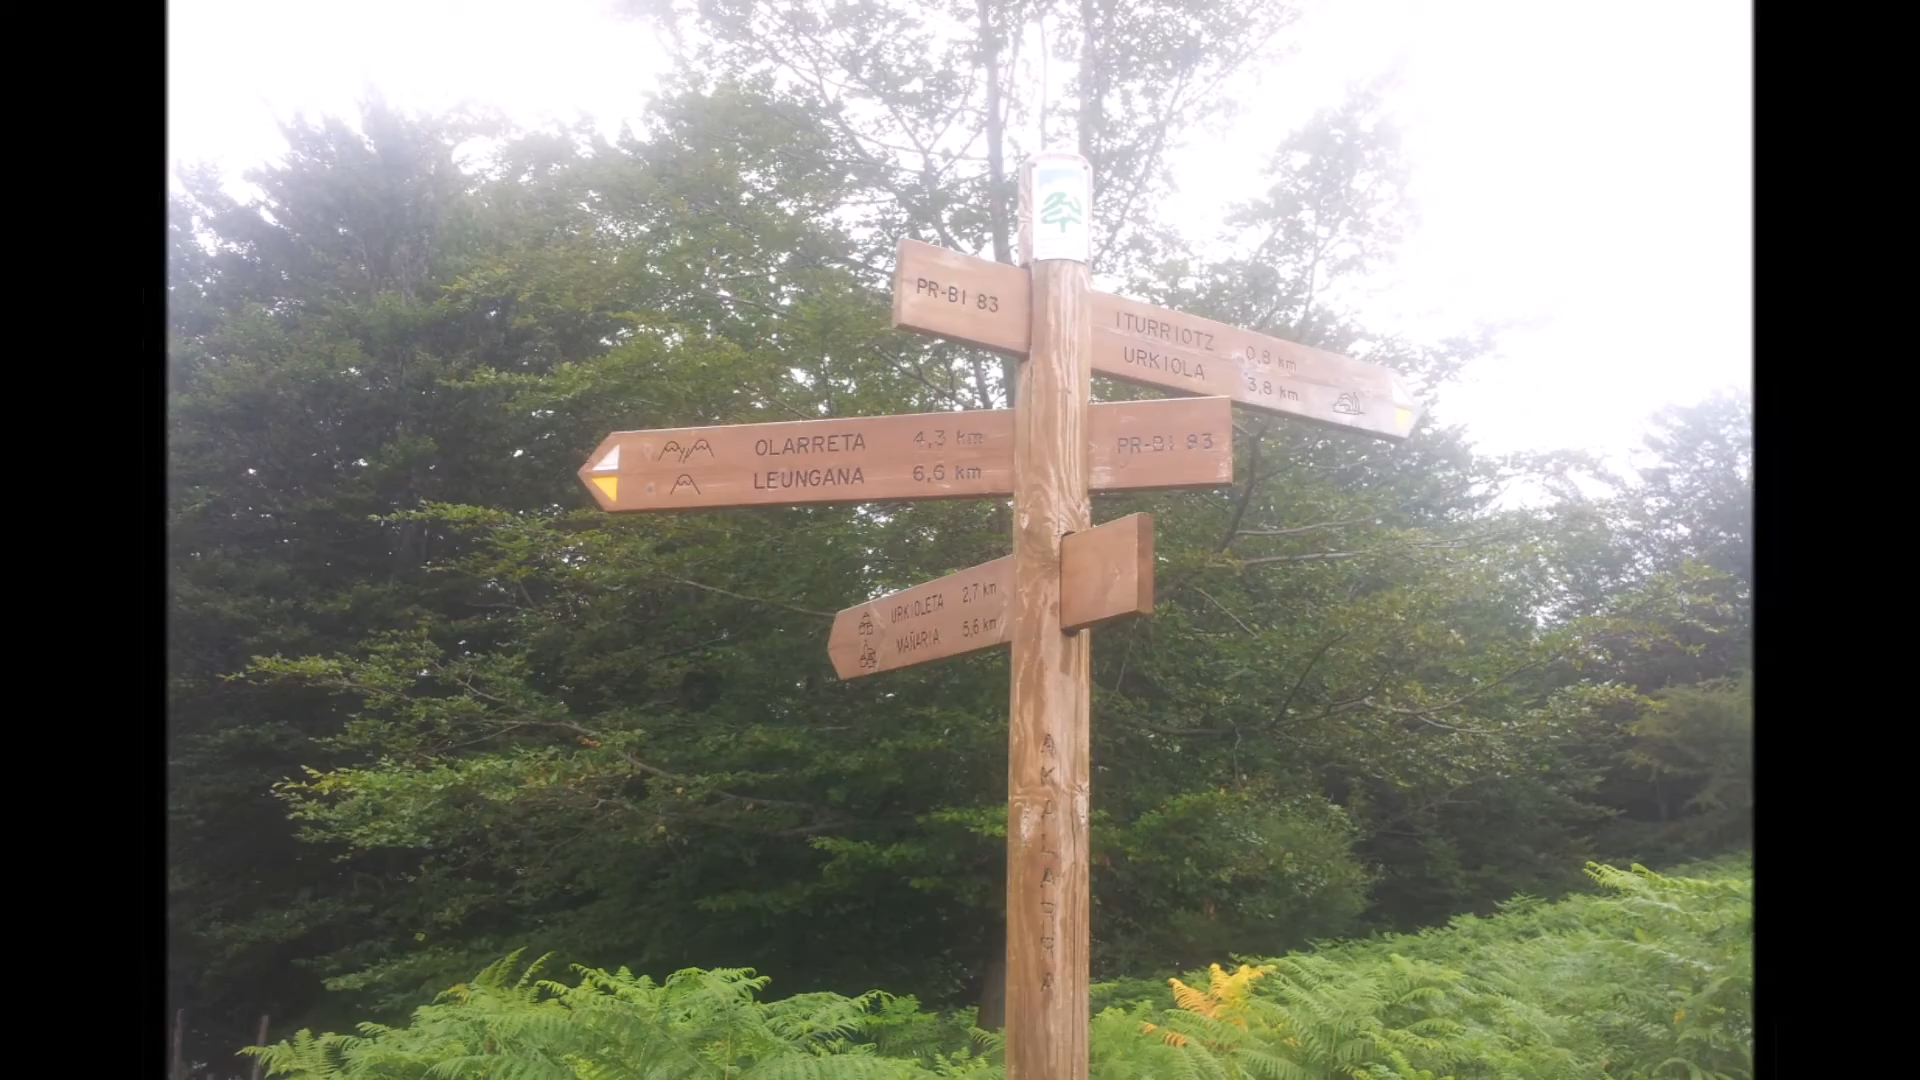 PR-BI 83
ITURRIOTZ 0,8 km
URKIOLA 3,8 km
OLARRETA 4,3 km
LEUNGANA 6,6 km
PR-BI 83
URKIOLETA 2,7 km
MAÑARIA 5,6 km